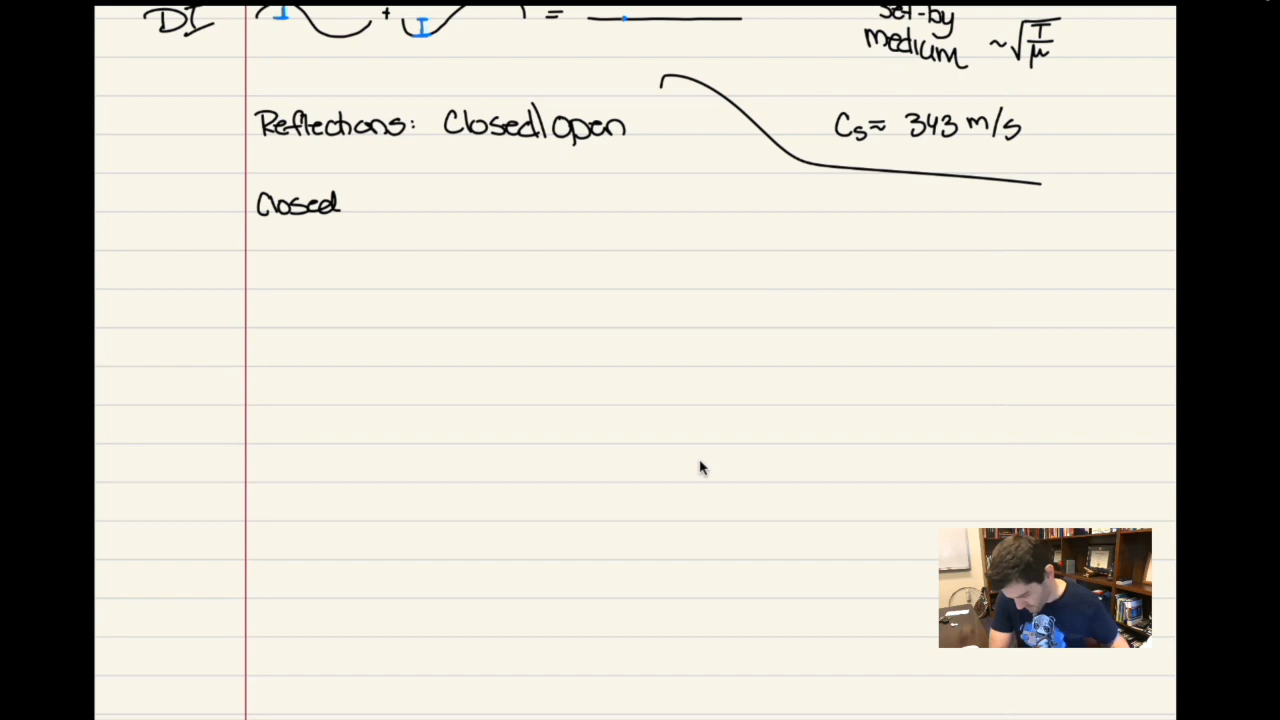 DI + =
set-by
medium ~√T/μ
Reflections: Closed\open
Cs≈ 343 m/s
Closed